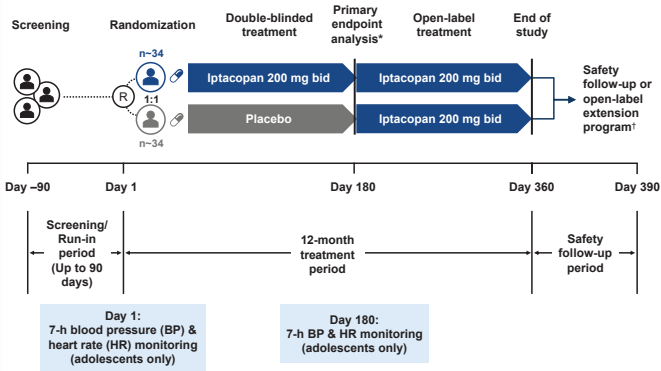 Screening
Randomization
Double-blinded
treatment
Primary
endpoint
analysis*
Open-label
treatment
End of
study
n~34
Iptacopan 200 mg bid
Iptacopan 200 mg bid
R
1:1
Placebo
Iptacopan 200 mg bid
n~34
Safety
follow-up or
open-label
extension
program†
Day –90
Day 1
Day 180
Day 360
Day 390
Screening/
Run-in
period
(Up to 90
days)
12-month
treatment
period
Safety
follow-up
period
Day 1:
7-h blood pressure (BP) &
heart rate (HR) monitoring
(adolescents only)
Day 180:
7-h BP & HR monitoring
(adolescents only)